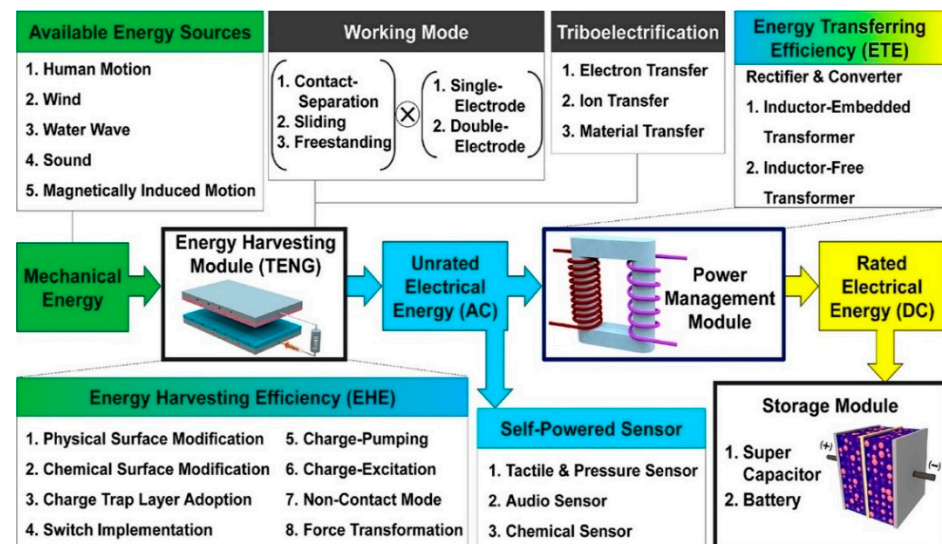 Available Energy Sources
1. Human Motion
2. Wind
3. Water Wave
4. Sound
5. Magnetically Induced Motion
Working Mode
1. Contact-
Separation
2. Sliding
3. Freestanding
1. Single-
Electrode
2. Double-
Electrode
Triboelectrification
1. Electron Transfer
2. Ion Transfer
3. Material Transfer
Energy Transferring
Efficiency (ETE)
Rectifier & Converter
1. Inductor-Embedded
Transformer
2. Inductor-Free
Transformer
Mechanical
Energy
Energy Harvesting
Module (TENG)
Unrated
Electrical
Energy (AC)
Power
Management
Module
Rated
Electrical
Energy (DC)
Energy Harvesting Efficiency (EHE)
1. Physical Surface Modification
2. Chemical Surface Modification
3. Charge Trap Layer Adoption
4. Switch Implementation
5. Charge-Pumping
6. Charge-Excitation
7. Non-Contact Mode
8. Force Transformation
Self-Powered Sensor
1. Tactile & Pressure Sensor
2. Audio Sensor
3. Chemical Sensor
Storage Module
1. Super
Capacitor
2. Battery
(+)
(-)